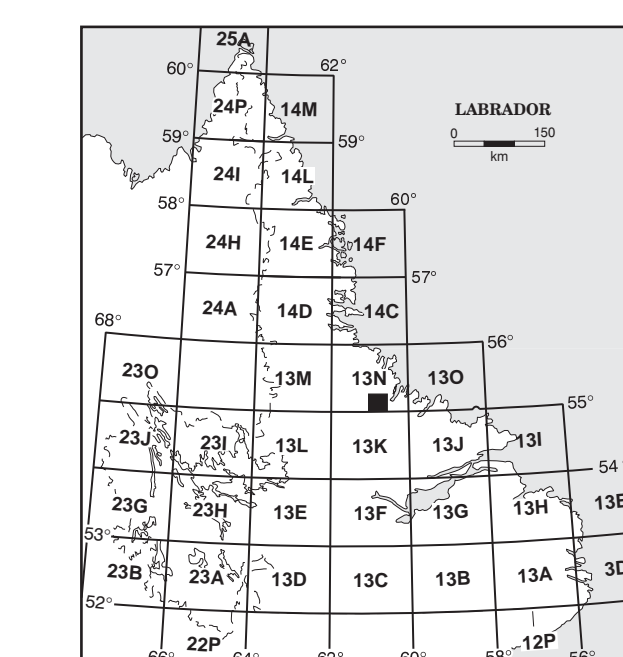 25A
60°
62°
24P
14M
LABRADOR
0 150
km
59°
59°
24I
14L
58°
60°
24H
14E
14F
57°
57°
24A
14D
14C
68°
56°
23O
13M
13N
13O
55°
23J
23I
13L
13K
13J
13I
54
23G
23H
13E
13F
13G
13H
53°
23B
23A
13D
13C
13B
13A
3D
52°
22P
12P